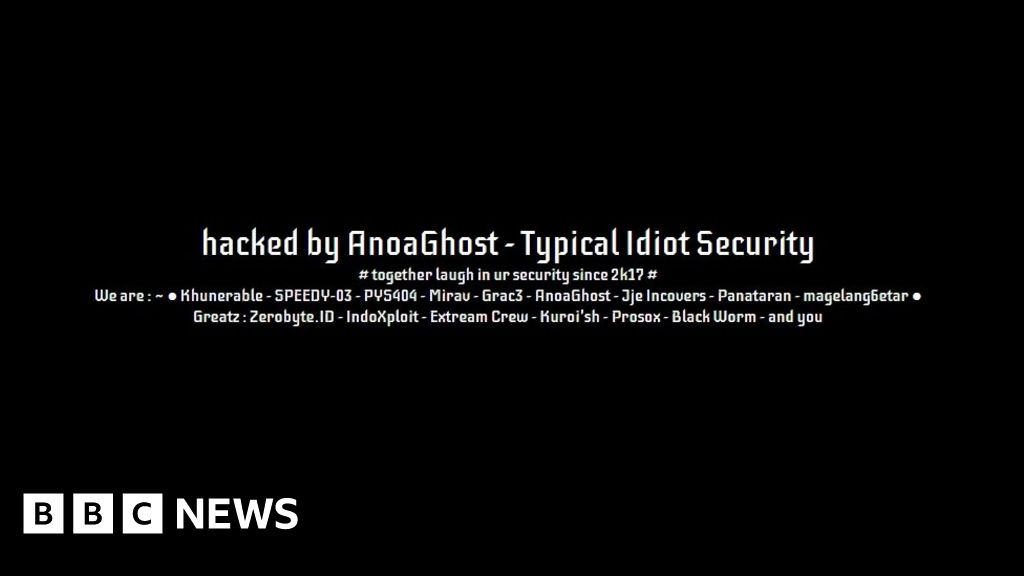 hacked by AnoaGhost - Typical Idiot Security
# together laugh in ur security since 2k17 #
We are : ~ ● Khunerable - SPEEDY-03 - PYS404 - Mirav - Grac3 - AnoaGhost - Jje Incovers - Panataran - magelang6etar ●
Greatz : Zerobyte.ID - IndoXploit - Extream Crew - Kuroi'sh - Prosox - Black Worm - and you
BBC NEWS